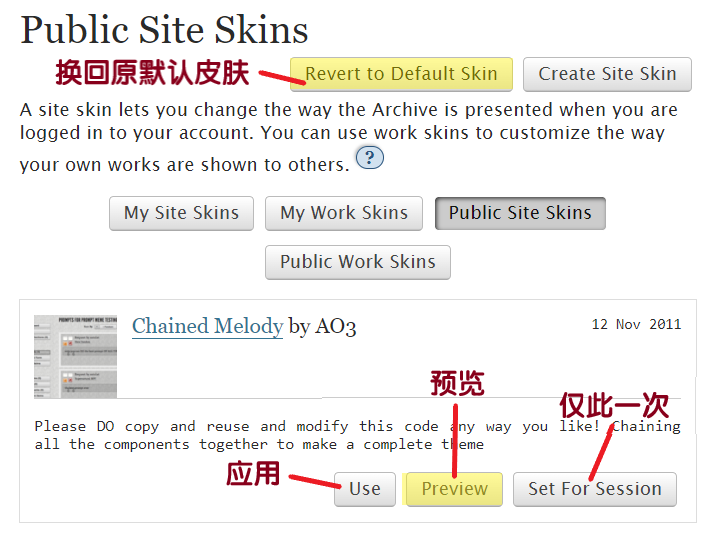 Public Site Skins
换回原默认皮肤
Revert to Default Skin
Create Site Skin
A site skin lets you change the way the Archive is presented when you are
logged in to your account. You can use work skins to customize the way
your own works are shown to others. ?
My Site Skins
My Work Skins
Public Site Skins
Public Work Skins
PROMPTS FOR PROMPT MEME TESTING
Chained Melody by AO3
12 Nov 2011
预览
仅此一次
Please DO copy and reuse and modify this code any way you like! Chaining
all the components together to make a complete theme
应用
Use
Preview
Set For Session